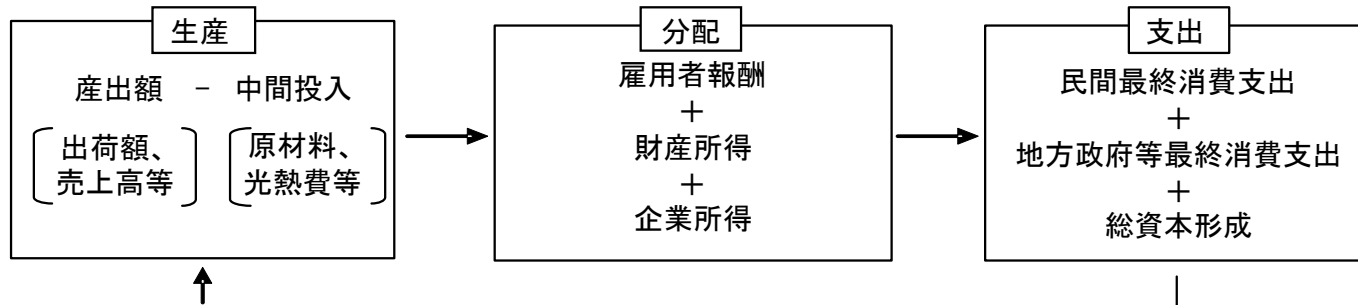 生産
産出額 － 中間投入
出荷額、
売上高等
原材料、
光熱費等
分配
雇用者報酬
＋
財産所得
＋
企業所得
支出
民間最終消費支出
＋
地方政府等最終消費支出
＋
総資本形成